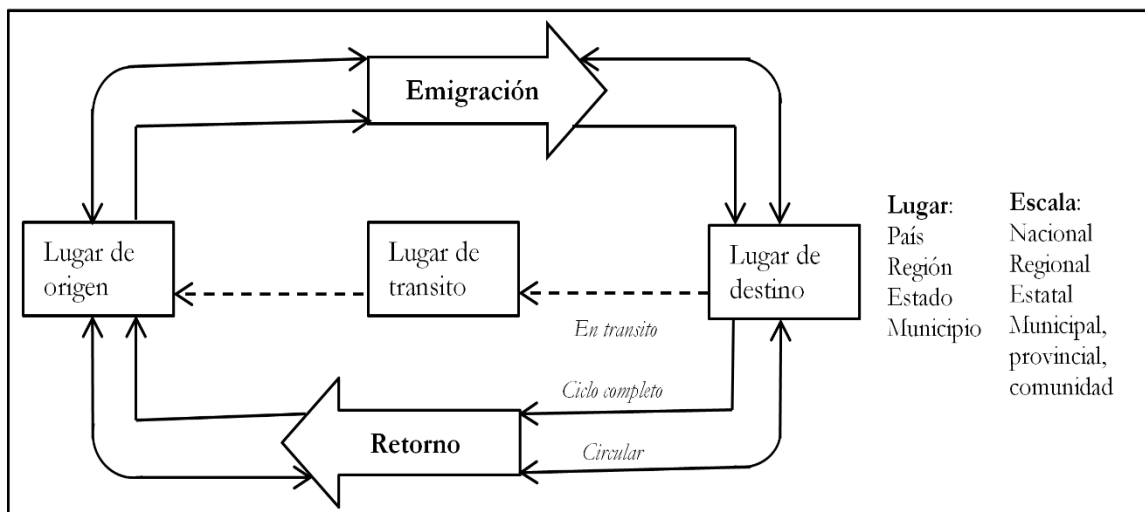 Emigración
Lugar de
origen
Lugar de
transito
Lugar de
destino
En transito
Ciclo completo
Retorno
Circular
Lugar:
País
Región
Estado
Municipio
Escala:
Nacional
Regional
Estatal
Municipal,
provincial,
comunidad